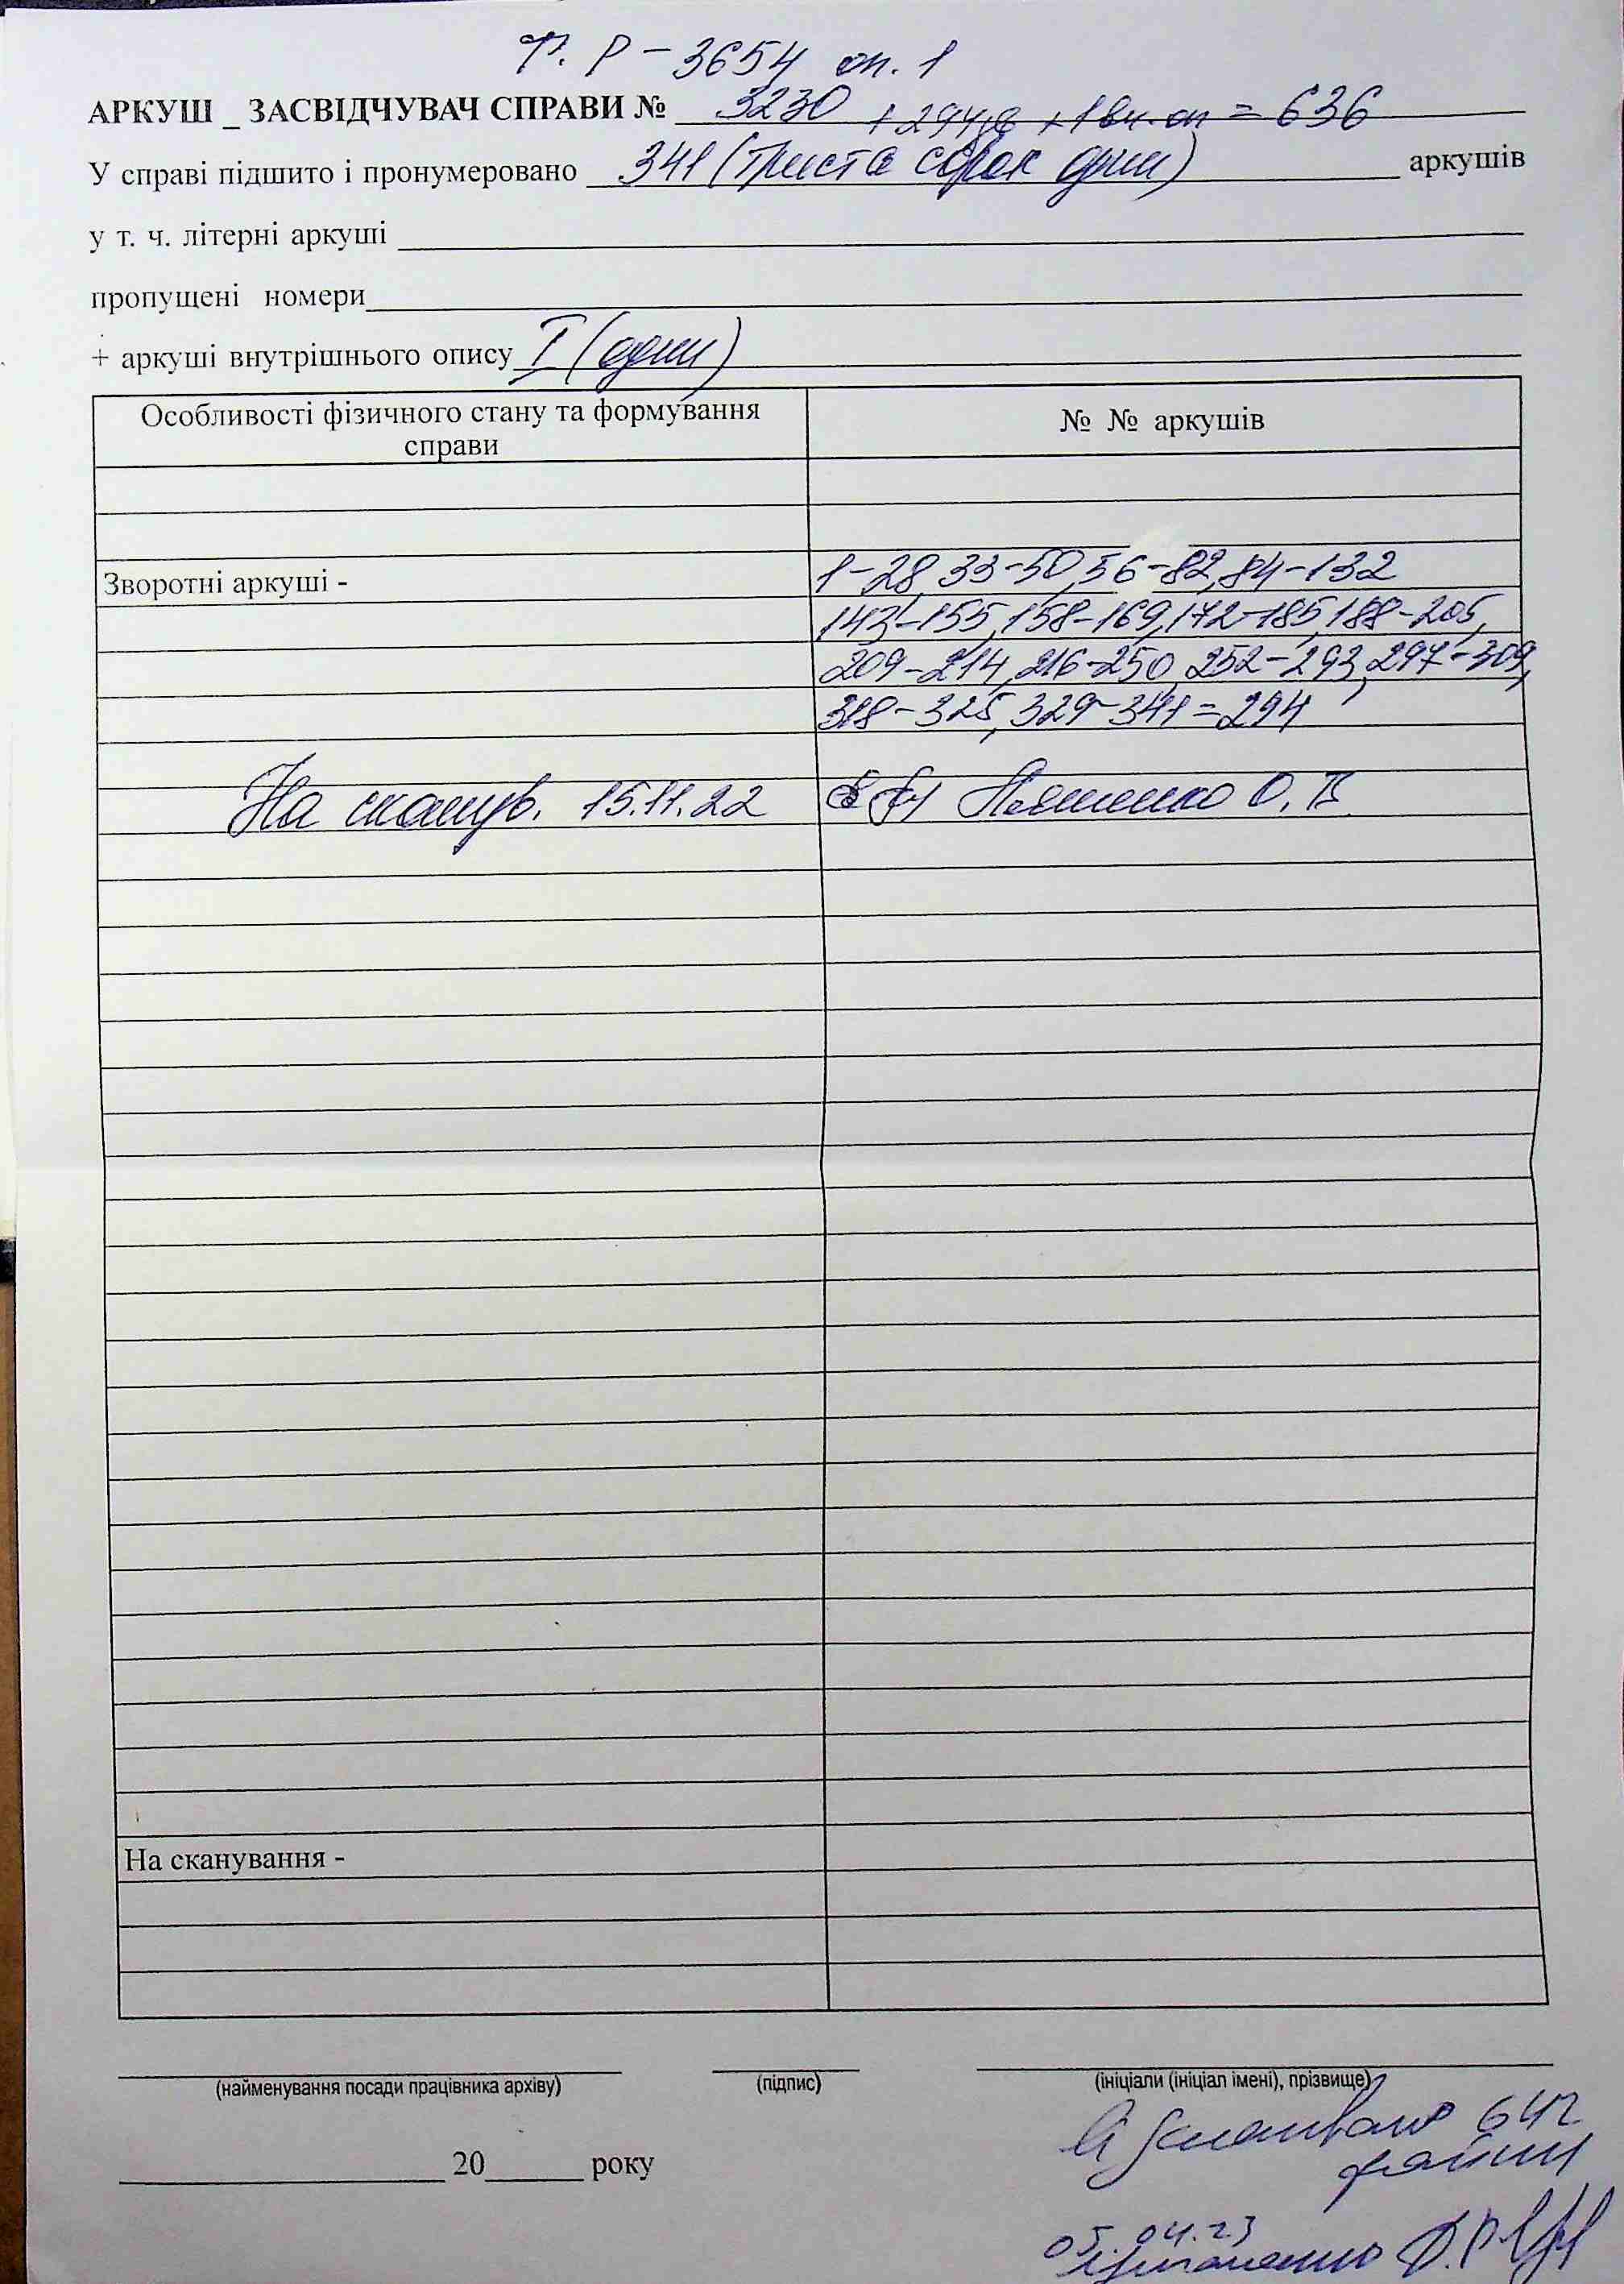 Ф. Р-3654 оп. 1
АРКУШ _ ЗАСВІДЧУВАЧ СПРАВИ № 3230 +294 +1 вн. оп = 636
У справі підшито і пронумеровано 341 (триста сорок один) аркушів
у т. ч. літерні аркуші
пропущені номери
+ аркуші внутрішнього опису I (один)
Особливості фізичного стану та формування справи
№ № аркушів
Зворотні аркуші - 1-28, 33-50, 56-82, 84-132
143-155, 158-169, 172-185, 188-205,
209-214, 216-250, 252-293, 297-309,
318-325, 329-341 = 294
На сканув. 15.11.22 О. В.
На сканування -
(найменування посади працівника архіву) (підпис) (ініціали (ініціал імені), прізвище)
20 року
642
файли
05.04.23